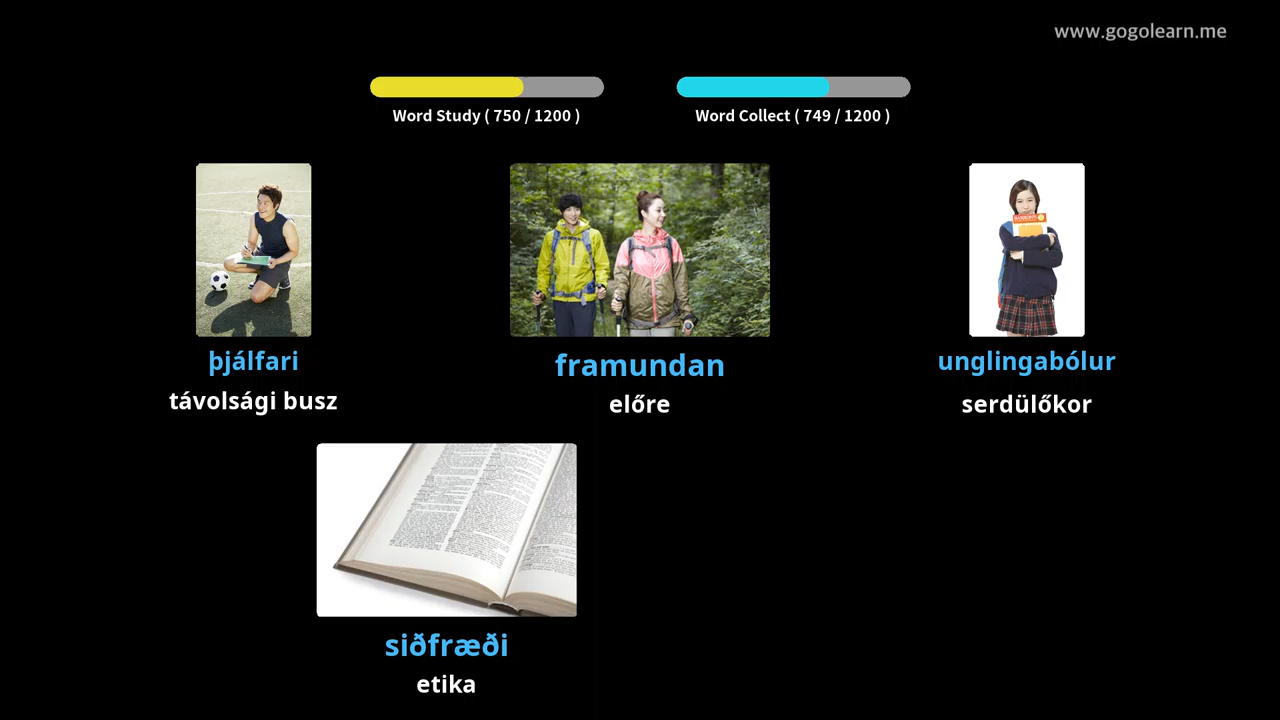 www.gogolearn.me
Word Study ( 750 / 1200 )
Word Collect ( 749 / 1200 )
þjálfari
távolsági busz
framundan
előre
unglingabólur
serdülőkor
siðfræði
etika